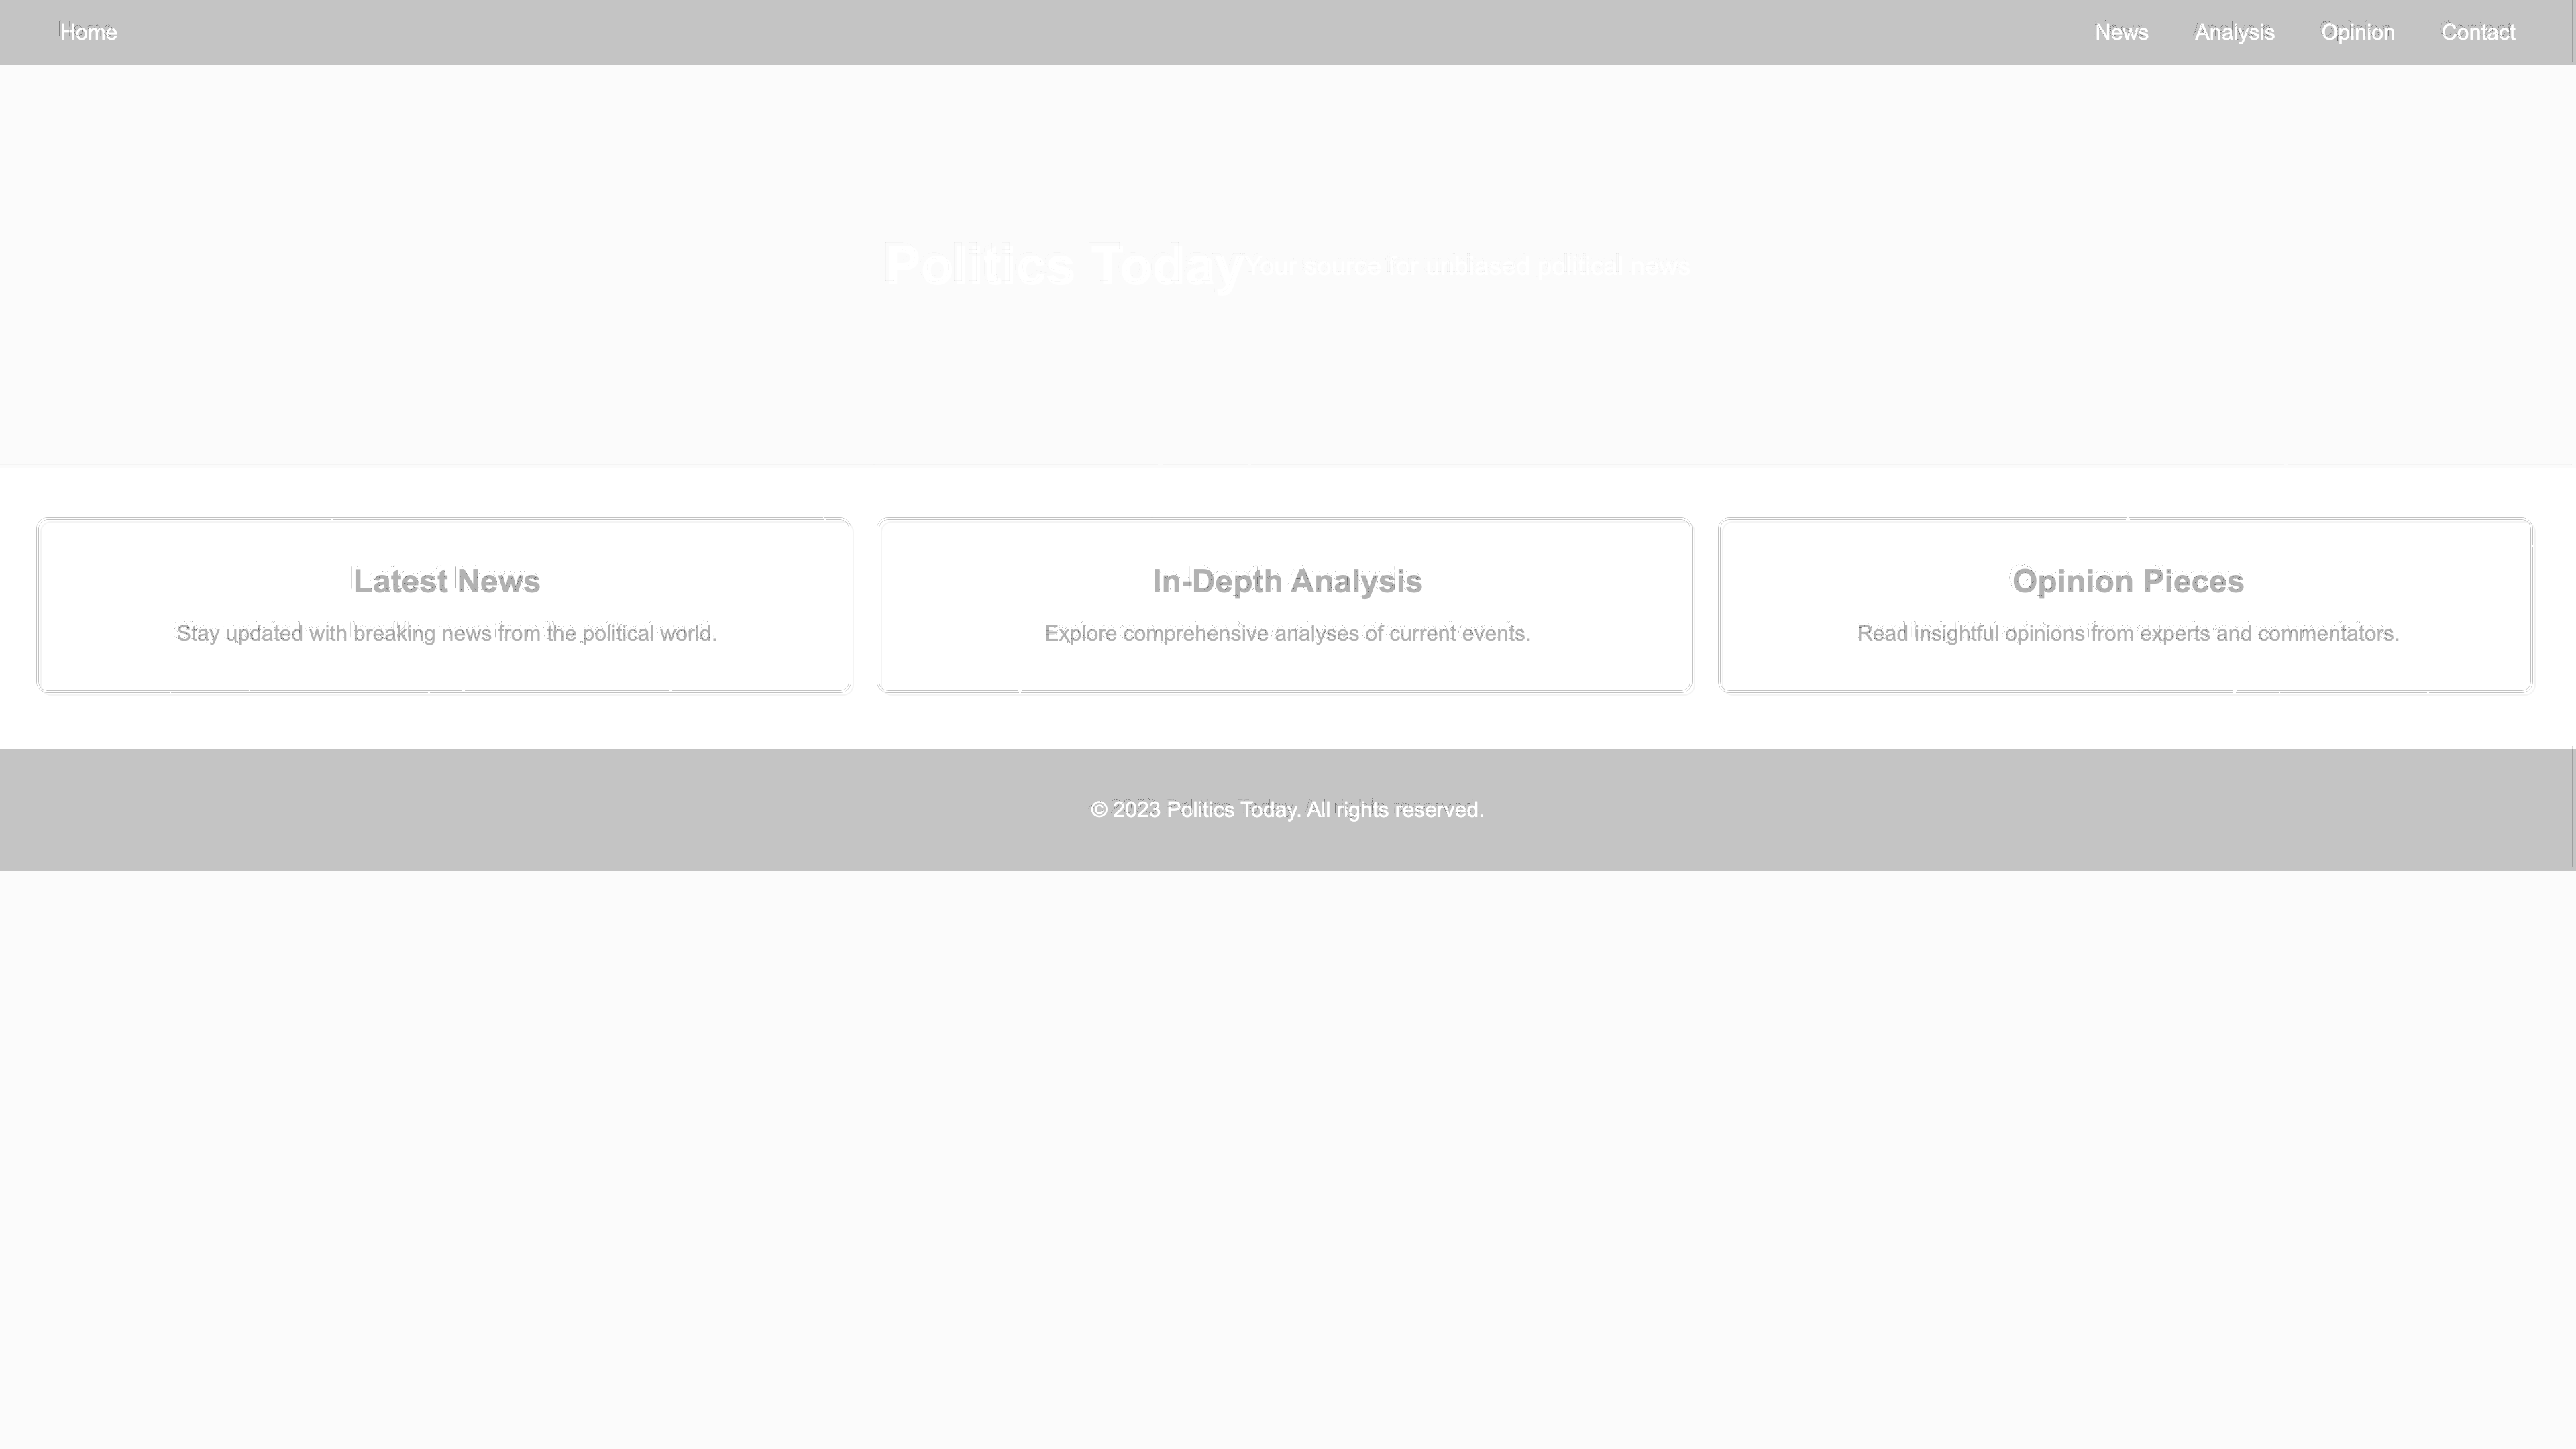 Home News Analysis Opinion Contact
Politics Today Your source for unbiased political news
Latest News
Stay updated with breaking news from the political world.
In-Depth Analysis
Explore comprehensive analyses of current events.
Opinion Pieces
Read insightful opinions from experts and commentators.
© 2023 Politics Today. All rights reserved.